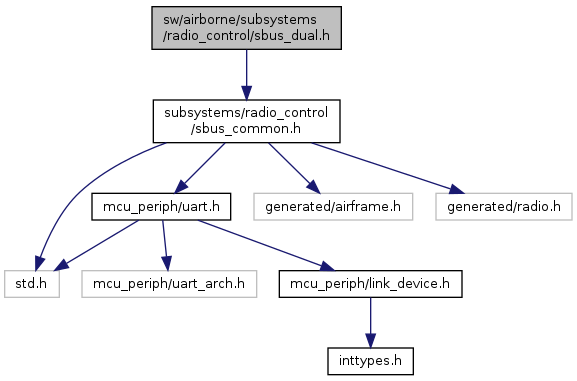 sw/airborne/subsystems
/radio_control/sbus_dual.h
subsystems/radio_control
/sbus_common.h
mcu_periph/uart.h
generated/airframe.h
generated/radio.h
std.h
mcu_periph/uart_arch.h
mcu_periph/link_device.h
inttypes.h